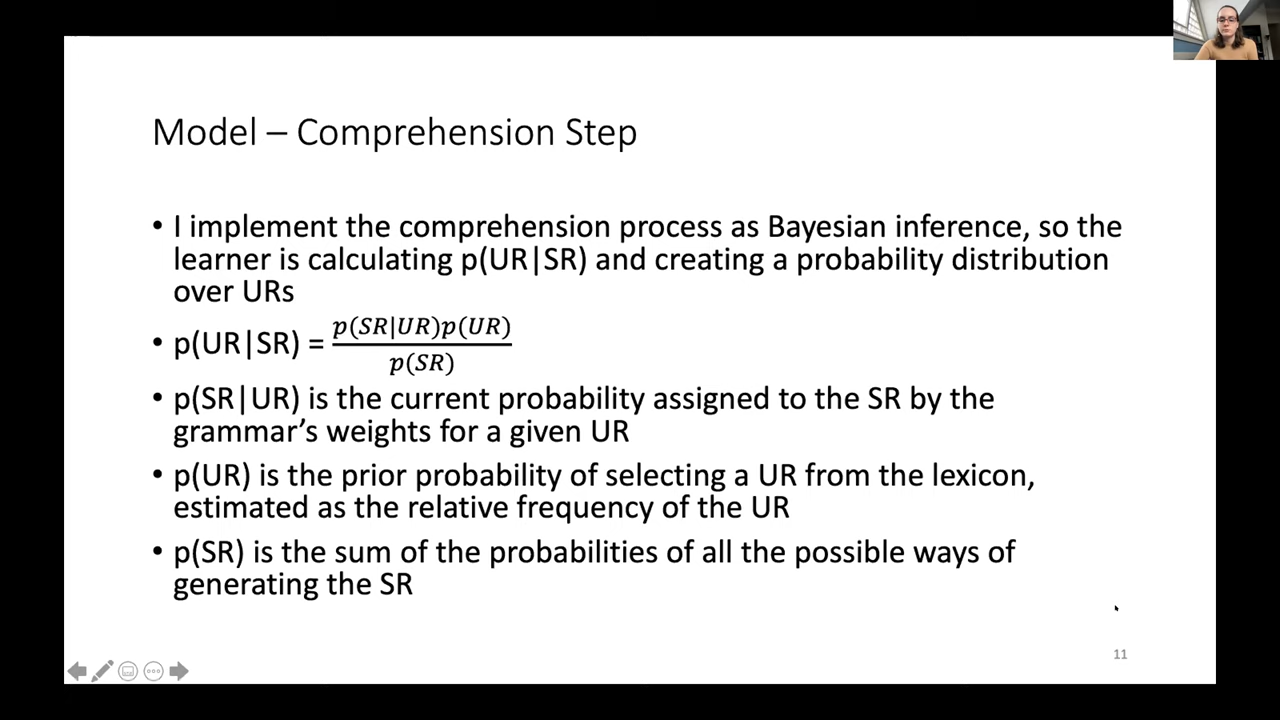 Model – Comprehension Step
• I implement the comprehension process as Bayesian inference, so the
learner is calculating p(UR|SR) and creating a probability distribution
over URs
• p(UR|SR) = p(SR|UR)p(UR) / p(SR)
• p(SR|UR) is the current probability assigned to the SR by the
grammar's weights for a given UR
• p(UR) is the prior probability of selecting a UR from the lexicon,
estimated as the relative frequency of the UR
• p(SR) is the sum of the probabilities of all the possible ways of
generating the SR
11